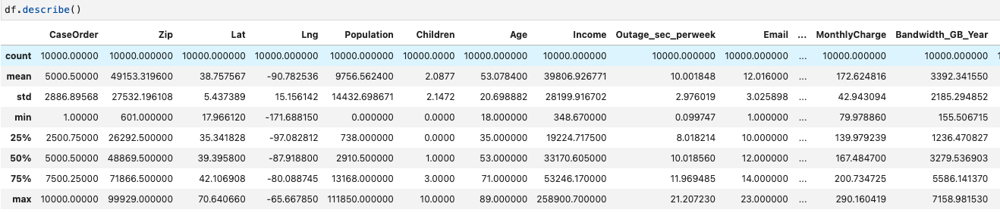 df.describe()
CaseOrder Zip Lat Lng Population Children Age Income Outage_sec_perweek Email ... MonthlyCharge Bandwidth_GB_Year
count 10000.00000 10000.000000 10000.000000 10000.000000 10000.000000 10000.0000 10000.000000 10000.000000 10000.000000 10000.000000 ... 10000.000000 10000.000000
mean 5000.50000 49153.319600 38.757567 -90.782536 9756.562400 2.0877 53.078400 39806.926771 10.001848 12.016000 ... 172.624816 3392.341550
std 2886.89568 27532.196108 5.437389 15.156142 14432.698671 2.1472 20.698882 28199.916702 2.976019 3.025898 ... 42.943094 2185.294852
min 1.00000 601.000000 17.966120 -171.688150 0.000000 0.0000 18.000000 348.670000 0.099747 1.000000 ... 79.978860 155.506715
25% 2500.75000 26292.500000 35.341828 -97.082812 738.000000 0.0000 35.000000 19224.717500 8.018214 10.000000 ... 139.979239 1236.470827
50% 5000.50000 48869.500000 39.395800 -87.918800 2910.500000 1.0000 53.000000 33170.605000 10.018560 12.000000 ... 167.484700 3279.536903
75% 7500.25000 71866.500000 42.106908 -80.088745 13168.000000 3.0000 71.000000 53246.170000 11.969485 14.000000 ... 200.734725 5586.141370
max 10000.00000 99929.000000 70.640660 -65.667850 111850.000000 10.0000 89.000000 258900.700000 21.207230 23.000000 ... 290.160419 7158.981530